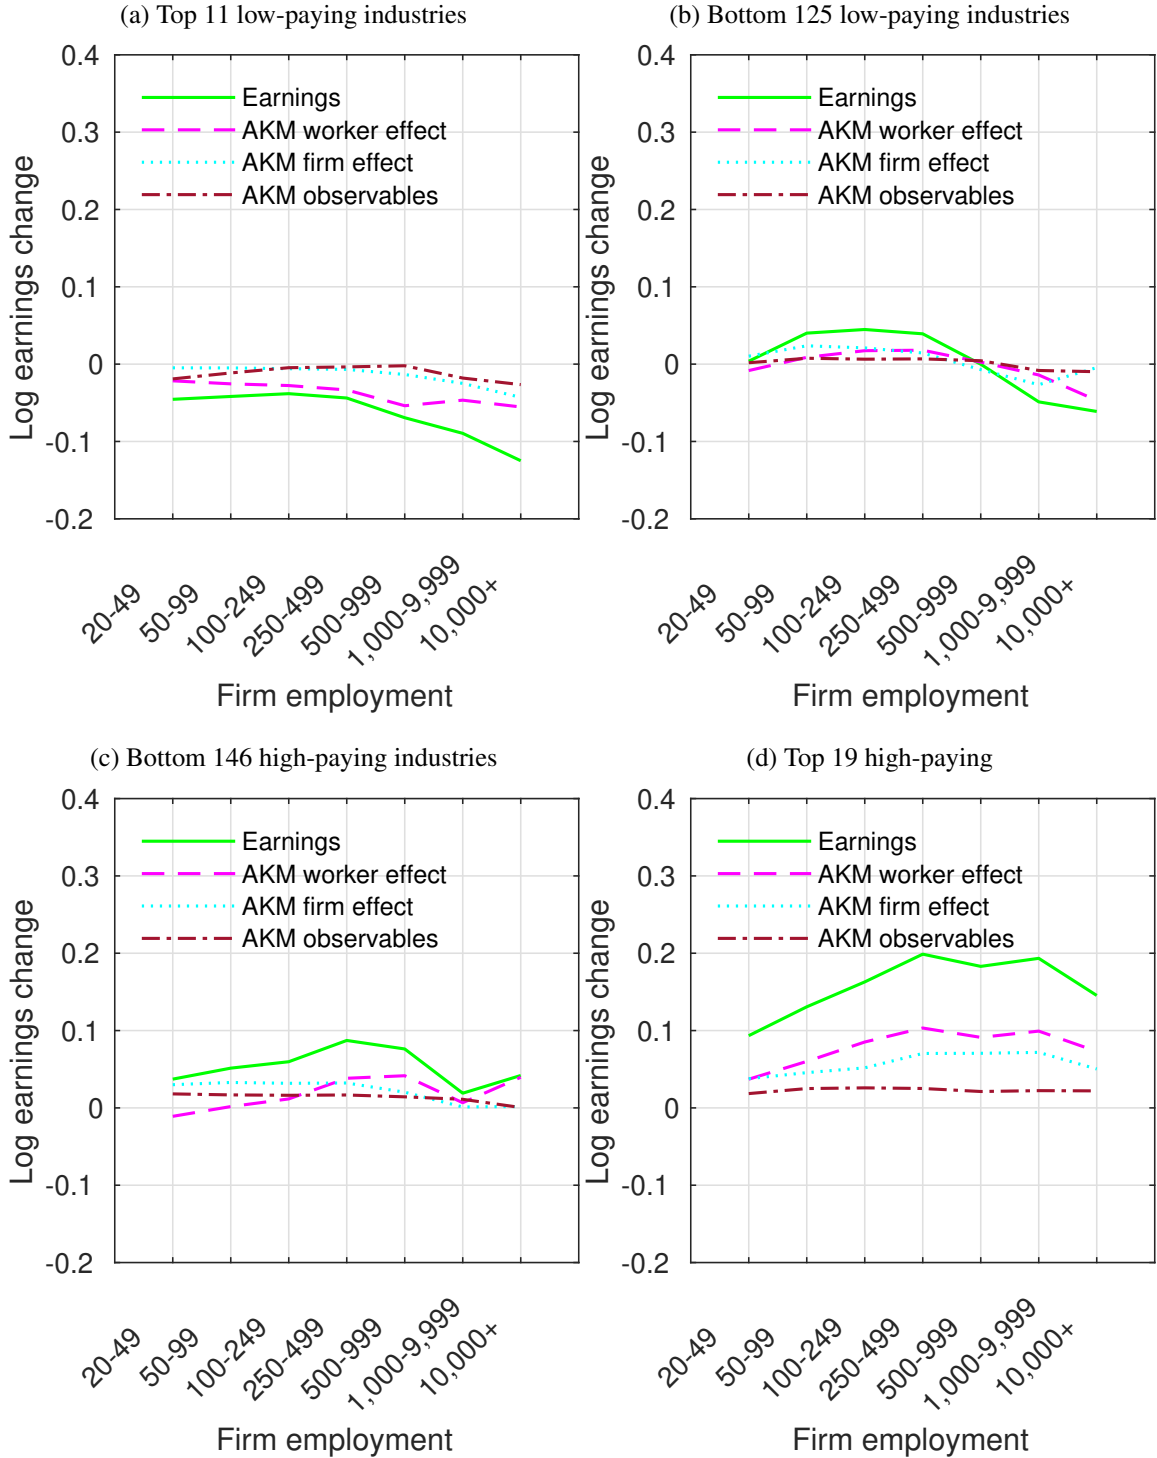 (a) Top 11 low-paying industries
0.4
0.3
0.2
0.1
0
-0.1
-0.2
Log earnings change
Earnings
AKM worker effect
AKM firm effect
AKM observables
20-49
50-99
100-249
250-499
500-999
1,000-9,999
10,000+
Firm employment
(b) Bottom 125 low-paying industries
0.4
0.3
0.2
0.1
0
-0.1
-0.2
Log earnings change
Earnings
AKM worker effect
AKM firm effect
AKM observables
20-49
50-99
100-249
250-499
500-999
1,000-9,999
10,000+
Firm employment
(c) Bottom 146 high-paying industries
0.4
0.3
0.2
0.1
0
-0.1
-0.2
Log earnings change
Earnings
AKM worker effect
AKM firm effect
AKM observables
20-49
50-99
100-249
250-499
500-999
1,000-9,999
10,000+
Firm employment
(d) Top 19 high-paying
0.4
0.3
0.2
0.1
0
-0.1
-0.2
Log earnings change
Earnings
AKM worker effect
AKM firm effect
AKM observables
20-49
50-99
100-249
250-499
500-999
1,000-9,999
10,000+
Firm employment